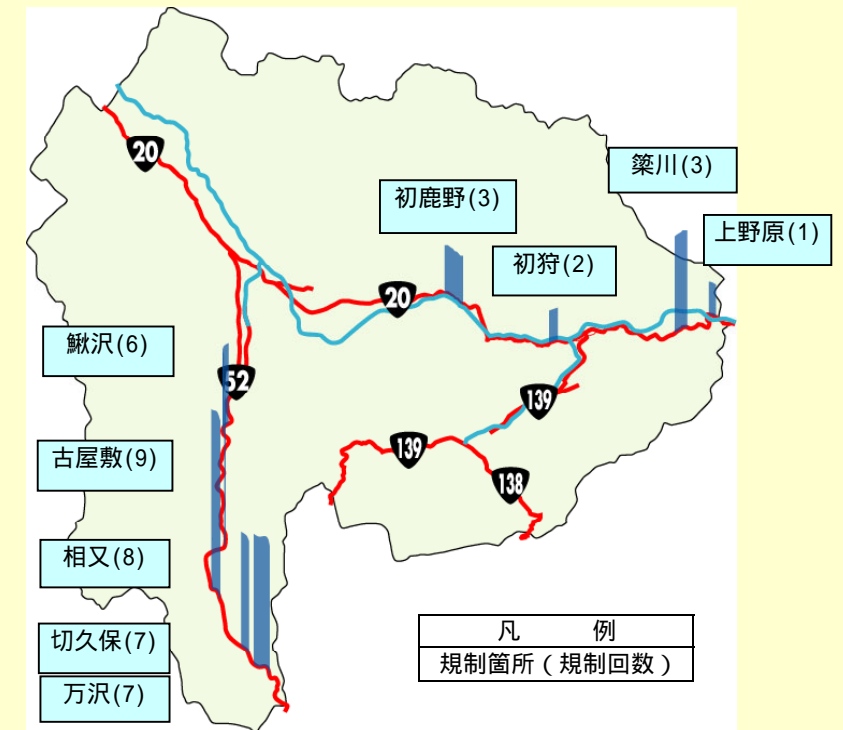 20
簗川(3)
初鹿野(3)
上野原(1)
初狩(2)
20
鰍沢(6)
52
139
古屋敷(9)
139
138
相又(8)
切久保(7)
凡 例
規制箇所(規制回数)
万沢(7)